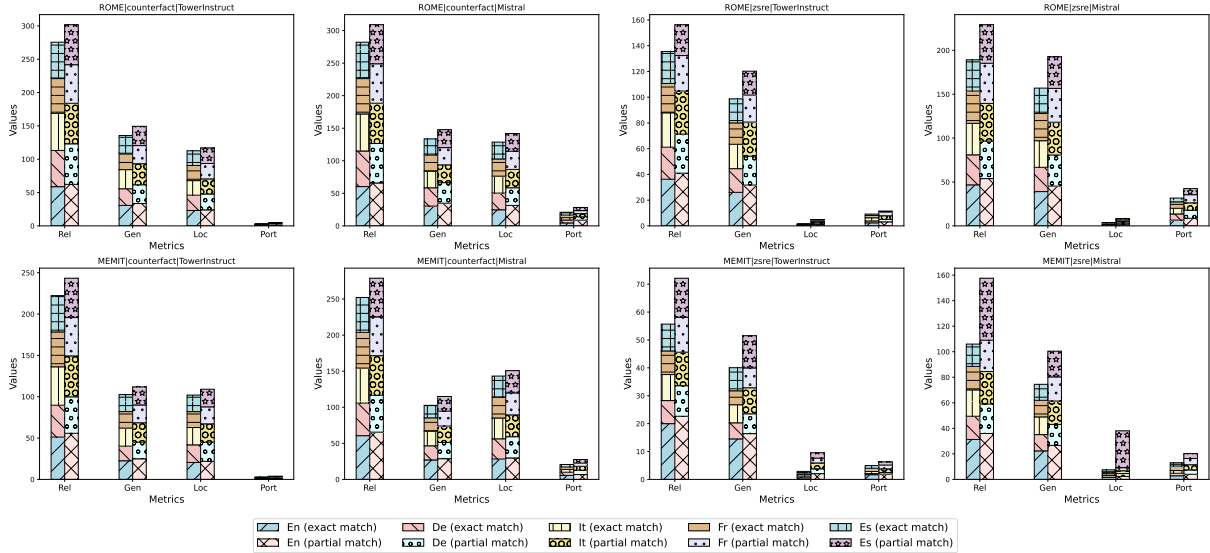 ROME|counterfact|TowerInstruct
300
250
200
150
100
50
0
Values
Rel Gen Loc Port
Metrics
ROME|counterfact|Mistral
300
250
200
150
100
50
0
Values
Rel Gen Loc Port
Metrics
ROME|zsre|TowerInstruct
160
140
120
100
80
60
40
20
0
Values
Rel Gen Loc Port
Metrics
ROME|zsre|Mistral
200
150
100
50
0
Values
Rel Gen Loc Port
Metrics
MEMIT|counterfact|TowerInstruct
250
200
150
100
50
0
Values
Rel Gen Loc Port
Metrics
MEMIT|counterfact|Mistral
250
200
150
100
50
0
Values
Rel Gen Loc Port
Metrics
MEMIT|zsre|TowerInstruct
70
60
50
40
30
20
10
0
Values
Rel Gen Loc Port
Metrics
MEMIT|zsre|Mistral
160
140
120
100
80
60
40
20
0
Values
Rel Gen Loc Port
Metrics
En (exact match) De (exact match) It (exact match) Fr (exact match) Es (exact match)
En (partial match) De (partial match) It (partial match) Fr (partial match) Es (partial match)